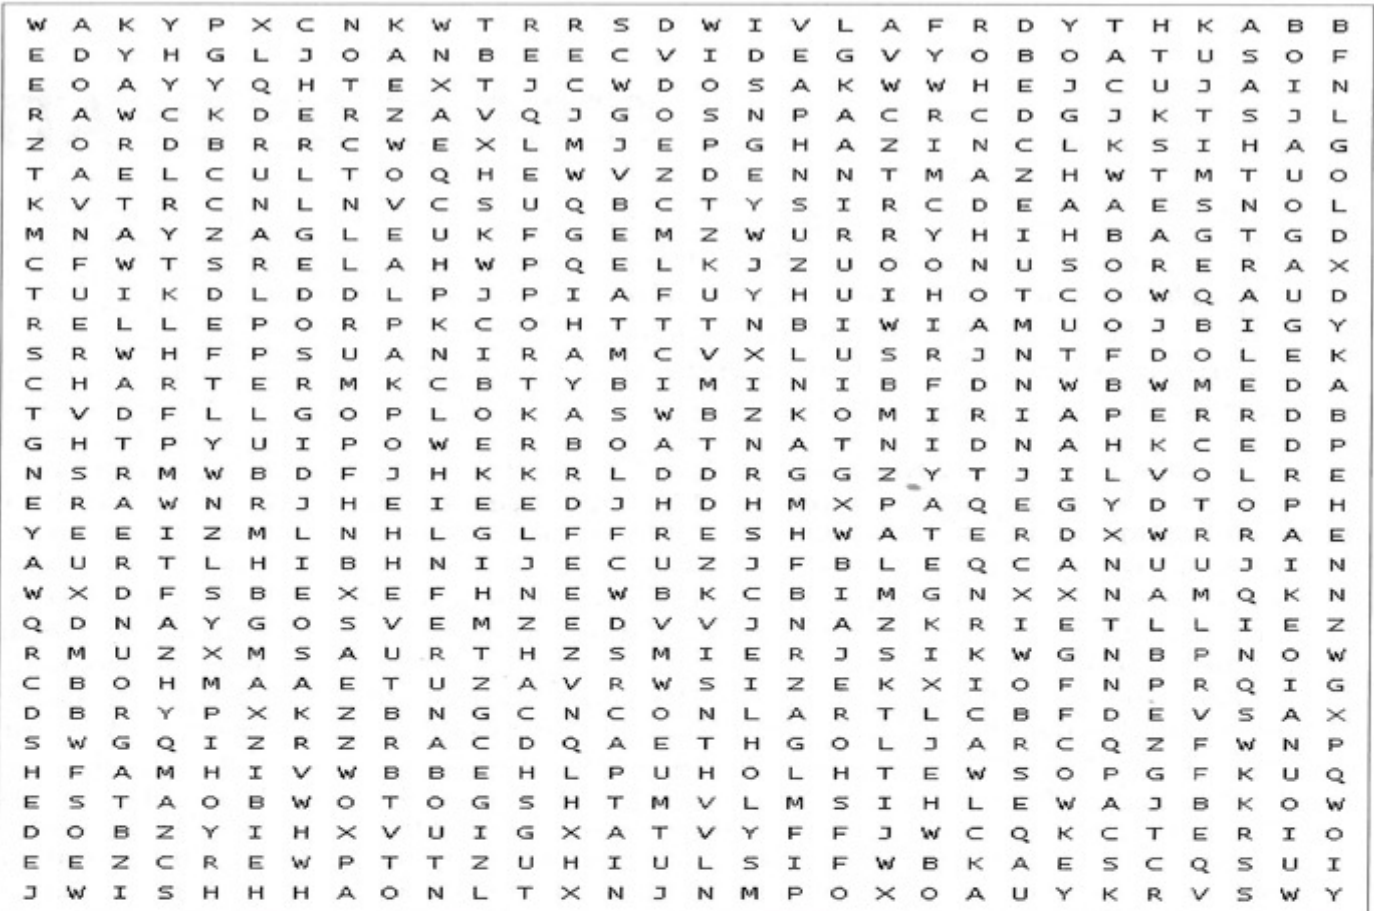 W A K Y P X C N K W T R R S D W I V L A F R D Y T H K A B B
E D Y H G L J O A N B E E C V I D E G V Y O B O A T U S O F
E O A Y Y Q H T E X T J C W D O S A K W W H E J C U J A I N
R A W C K D E R Z A V Q J G O S N P A C R C D G J K T S J L
Z O R D B R R C W E X L M J E P G H A Z I N C L K S I H A G
T A E L C U L T O Q H E W V Z D E N N T M A Z H W T M T U O
K V T R C N L N V C S U Q B C T Y S I R C D E A A E S N O L
M N A Y Z A G L E U K F G E M Z W U R R Y H I H B A G T G D
C F W T S R E L A H W P Q E L K J Z U O O N U S O R E R A X
T U I K D L D D L P J P I A F U Y H U I H O T C O W Q A U D
R E L L E P O R P K C O H T T T N B I W I A M U O J B I G Y
S R W H F P S U A N I R A M C V X L U S R J N T F D O L E K
C H A R T E R M K C B T Y B I M I N I B F D N W B W M E D A
T V D F L L G O P L O K A S W B Z K O M I R I A P E R R D B
G H T P Y U I P O W E R B O A T N A T N I D N A H K C E D P
N S R M W B D F J H K K R L D D R G G Z Y T J I L V O L R E
E R A W N R J H E I E E D J H D H M X P A Q E G Y D T O P H
Y E E I Z M L N H L G L F F R E S H W A T E R D X W R R A E
A U R T L H I B H N I J E C U Z J F B L E Q C A N U U J I N
W X D F S B E X E F H N E W B K C B I M G N X X N A M Q K N
Q D N A Y G O S V E M Z E D V V J N A Z K R I E T L L I E Z
R M U Z X M S A U R T H Z S M I E R J S I K W G N B P N O W
C B O H M A A E T U Z A V R W S I Z E K X I O F N P R Q I G
D B R Y P X K Z B N G C N C O N L A R T L C B F D E V S A X
S W G Q I Z R Z R A C D Q A E T H G O L J A R C Q Z F W N P
H F A M H I V W B B E H L P U H O L H T E W S O P G F K U Q
E S T A O B W O T O G S H T M V L M S I H L E W A J B K O W
D O B Z Y I H X V U I G X A T V Y F F J W C Q K C T E R I O
E E Z C R E W P T T Z U H I U L S I F W B K A E S C Q S U I
J W I S H H H A O N L T X N J N M P O X O A U Y K R V S W Y